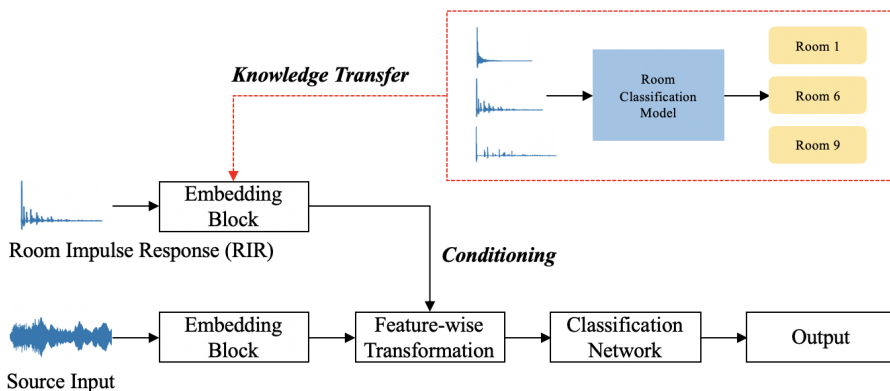 Room 1
Knowledge Transfer
Room
Classification
Model
Room 6
Room 9
Embedding
Block
Room Impulse Response (RIR)
Conditioning
Embedding
Block
Feature-wise
Transformation
Classification
Network
Output
Source Input